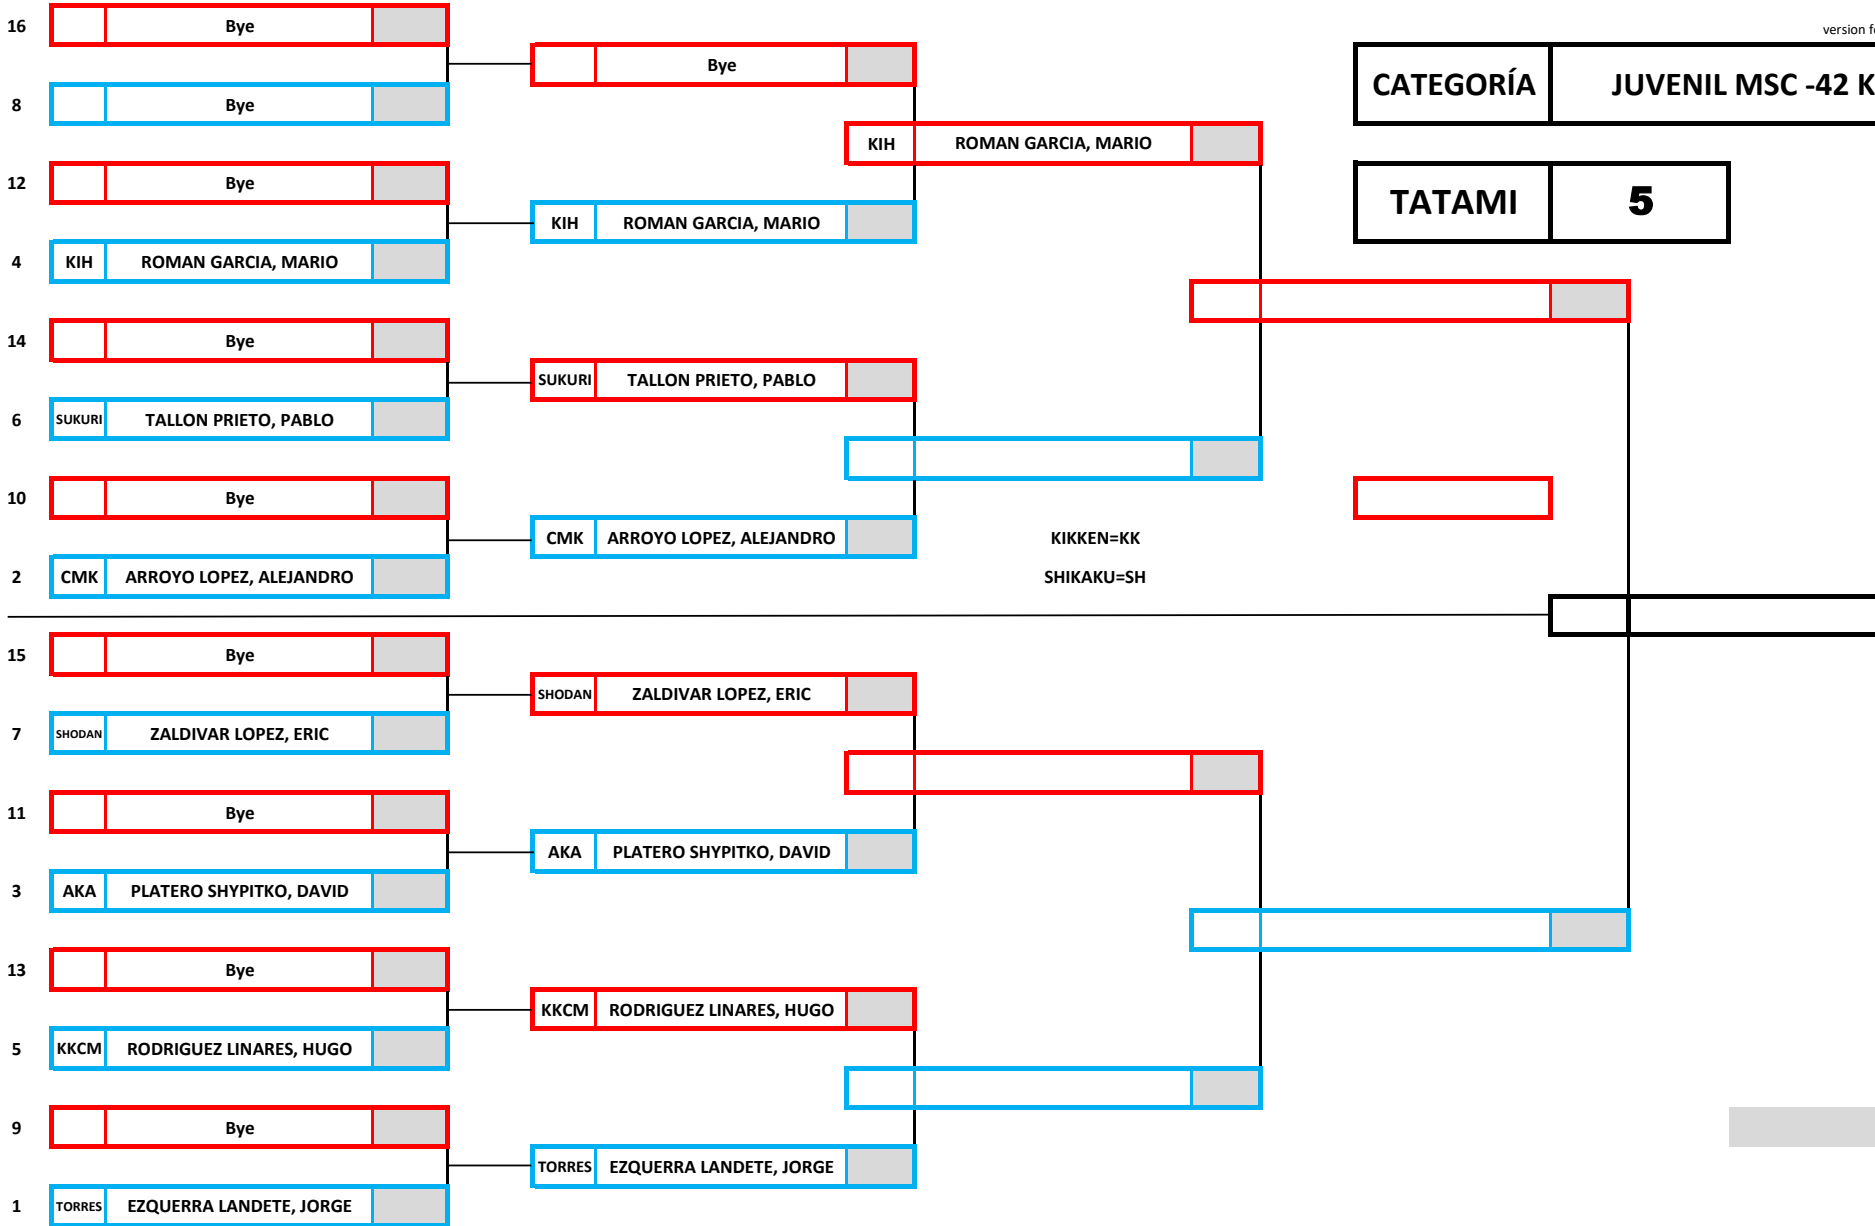 version f
16 Bye
Bye
CATEGORÍA JUVENIL MSC -42 K
8 Bye
KIH ROMAN GARCIA, MARIO
12 Bye
TATAMI 5
KIH ROMAN GARCIA, MARIO
4 KIH ROMAN GARCIA, MARIO
14 Bye
SUKURI TALLON PRIETO, PABLO
6 SUKURI TALLON PRIETO, PABLO
10 Bye
CMK ARROYO LOPEZ, ALEJANDRO
KIKKEN=KK
2 CMK ARROYO LOPEZ, ALEJANDRO
SHIKAKU=SH
15 Bye
SHODAN ZALDIVAR LOPEZ, ERIC
7 SHODAN ZALDIVAR LOPEZ, ERIC
11 Bye
AKA PLATERO SHYPITKO, DAVID
3 AKA PLATERO SHYPITKO, DAVID
13 Bye
KKCM RODRIGUEZ LINARES, HUGO
5 KKCM RODRIGUEZ LINARES, HUGO
9 Bye
TORRES EZQUERRA LANDETE, JORGE
1 TORRES EZQUERRA LANDETE, JORGE